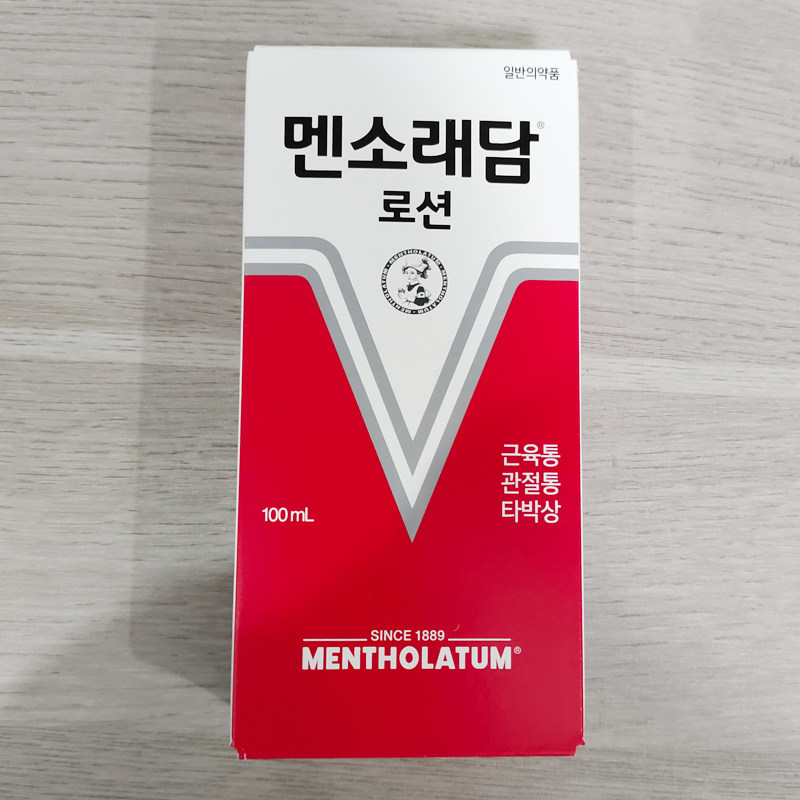 일반의약품
멘소래담®
로션
MENTHOLATUM
근육통
관절통
타박상
100 mL
SINCE 1889
MENTHOLATUM®